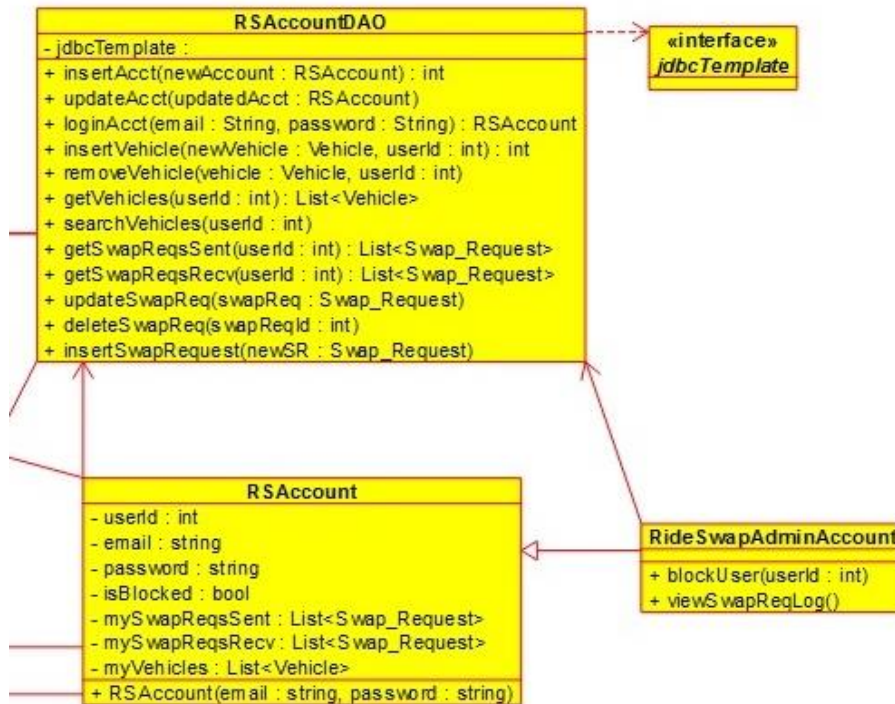 RSAccountDAO
- jdbcTemplate :
+ insertAcct(newAccount : RSAccount) : int
+ updateAcct(updatedAcct : RSAccount)
+ loginAcct(email : String, password : String) : RSAccount
+ insertVehicle(newVehicle : Vehicle, userId : int) : int
+ removeVehicle(vehicle : Vehicle, userId : int)
+ getVehicles(userId : int) : List<Vehicle>
+ searchVehicles(userId : int)
+ getSwapReqsSent(userId : int) : List<Swap_Request>
+ getSwapReqsRecv(userId : int) : List<Swap_Request>
+ updateSwapReq(swapReq : Swap_Request)
+ deleteSwapReq(swapReqId : int)
+ insertSwapRequest(newSR : Swap_Request)
«interface»
jdbcTemplate
RSAccount
- userId : int
- email : string
- password : string
- isBlocked : bool
- mySwapReqsSent : List<Swap_Request>
- mySwapReqsRecv : List<Swap_Request>
- myVehicles : List<Vehicle>
+ RSAccount(email : string, password : string)
RideSwapAdminAccount
+ blockUser(userId : int)
+ viewSwapReqLog()